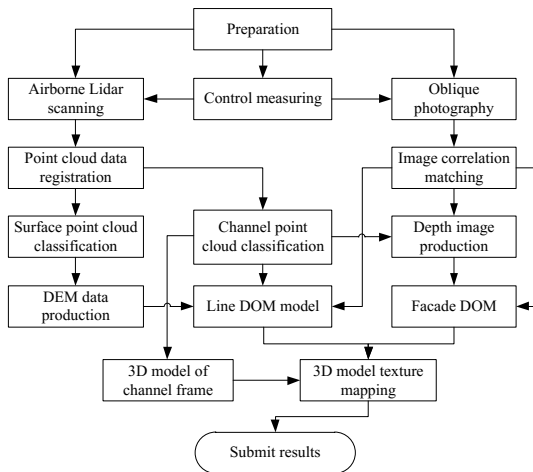 Preparation
Airborne Lidar
scanning
Control measuring
Oblique
photography
Point cloud data
registration
Image correlation
matching
Surface point cloud
classification
Channel point
cloud classification
Depth image
production
DEM data
production
Line DOM model
Facade DOM
3D model of
channel frame
3D model texture
mapping
Submit results